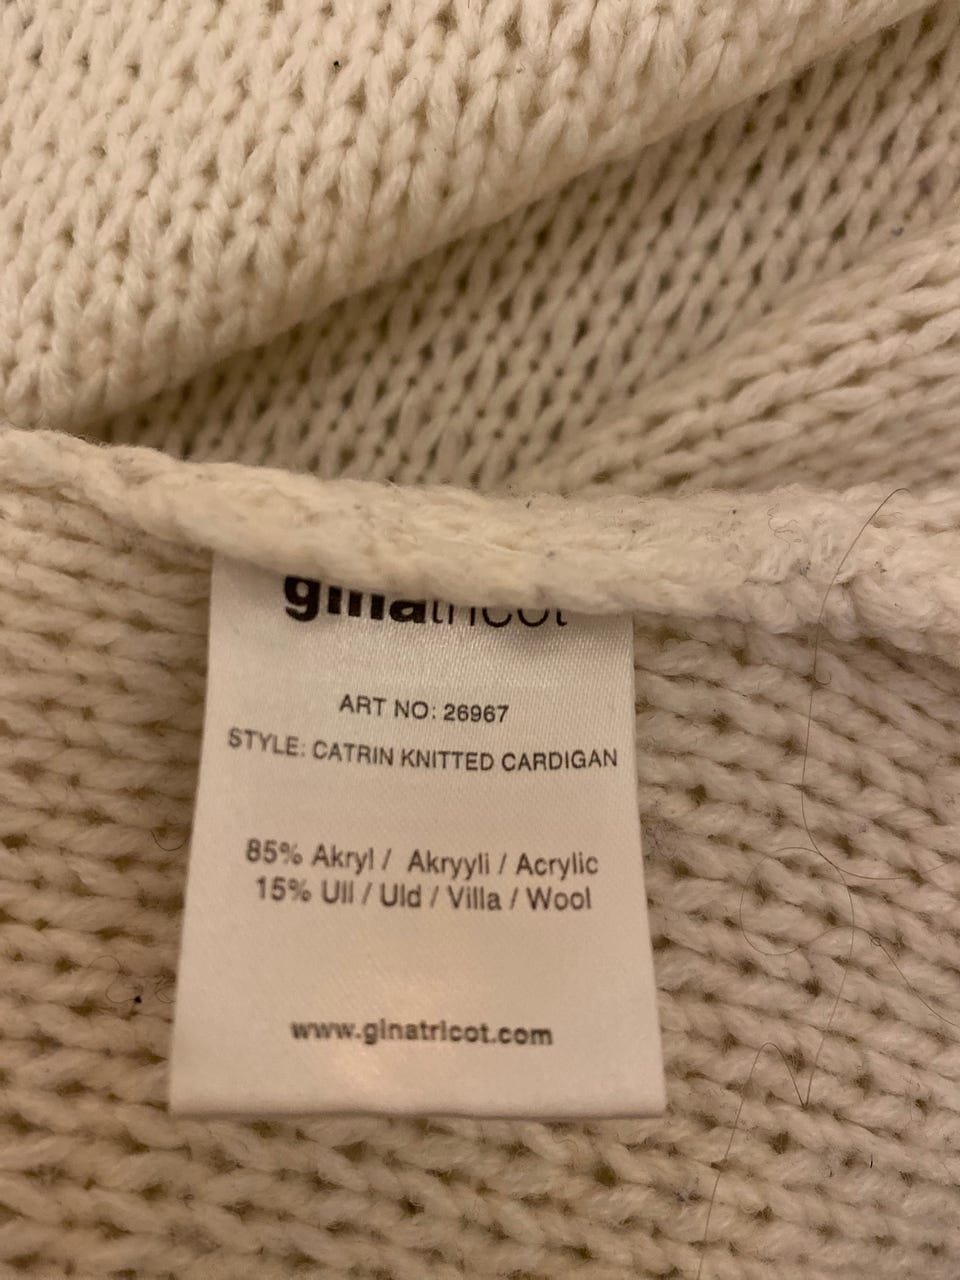 ginatricot
ART NO: 26967
STYLE: CATRIN KNITTED CARDIGAN
85% Akryl / Akryyli / Acrylic
15% Ull / Uld / Villa / Wool
www.ginatricot.com